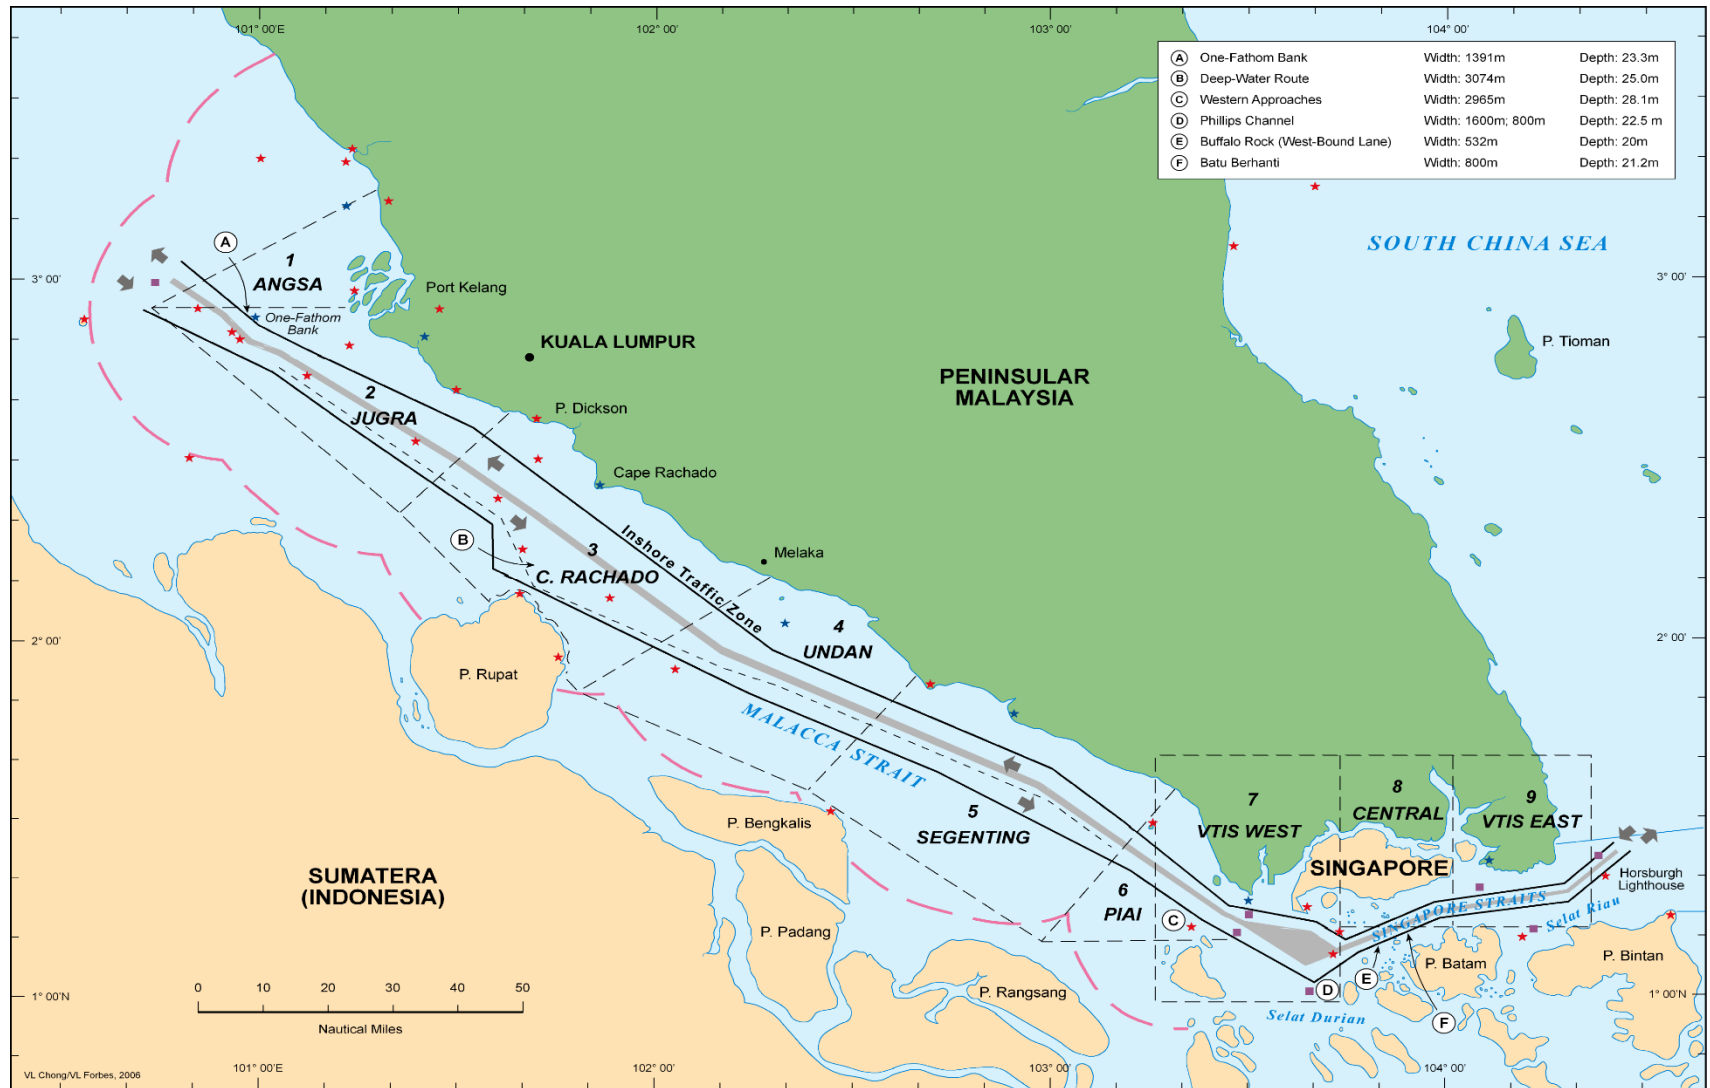 101° 00'E
102° 00'
103° 00'
104° 00'
A One-Fathom Bank Width: 1391m Depth: 23.3m
B Deep-Water Route Width: 3074m Depth: 25.0m
C Western Approaches Width: 2965m Depth: 28.1m
D Phillips Channel Width: 1600m; 800m Depth: 22.5 m
E Buffalo Rock (West-Bound Lane) Width: 532m Depth: 20m
F Batu Berhanti Width: 800m Depth: 21.2m
SOUTH CHINA SEA
A
1
ANGSA
3° 00'
3° 00'
Port Kelang
One-Fathom
Bank
KUALA LUMPUR
P. Tioman
PENINSULAR
MALAYSIA
2
JUGRA
P. Dickson
Cape Rachado
B
3
C. RACHADO
Inshore Traffic Zone
Melaka
4
UNDAN
2° 00'
2° 00'
P. Rupat
MALACCA STRAIT
5
SEGENTING
P. Bengkalis
7
VTIS WEST
8
CENTRAL
9
VTIS EAST
SINGAPORE
Horsburgh
Lighthouse
SUMATERA
(INDONESIA)
6
PIAI
C
SINGAPORE STRAITS
Selat Riau
P. Padang
P. Batam
P. Bintan
E
D
P. Rangsang
Selat Durian
F
1° 00'N
1° 00'N
0 10 20 30 40 50
Nautical Miles
VL Chong/VL Forbes, 2006
101° 00'E
102° 00'
103° 00'
104° 00'